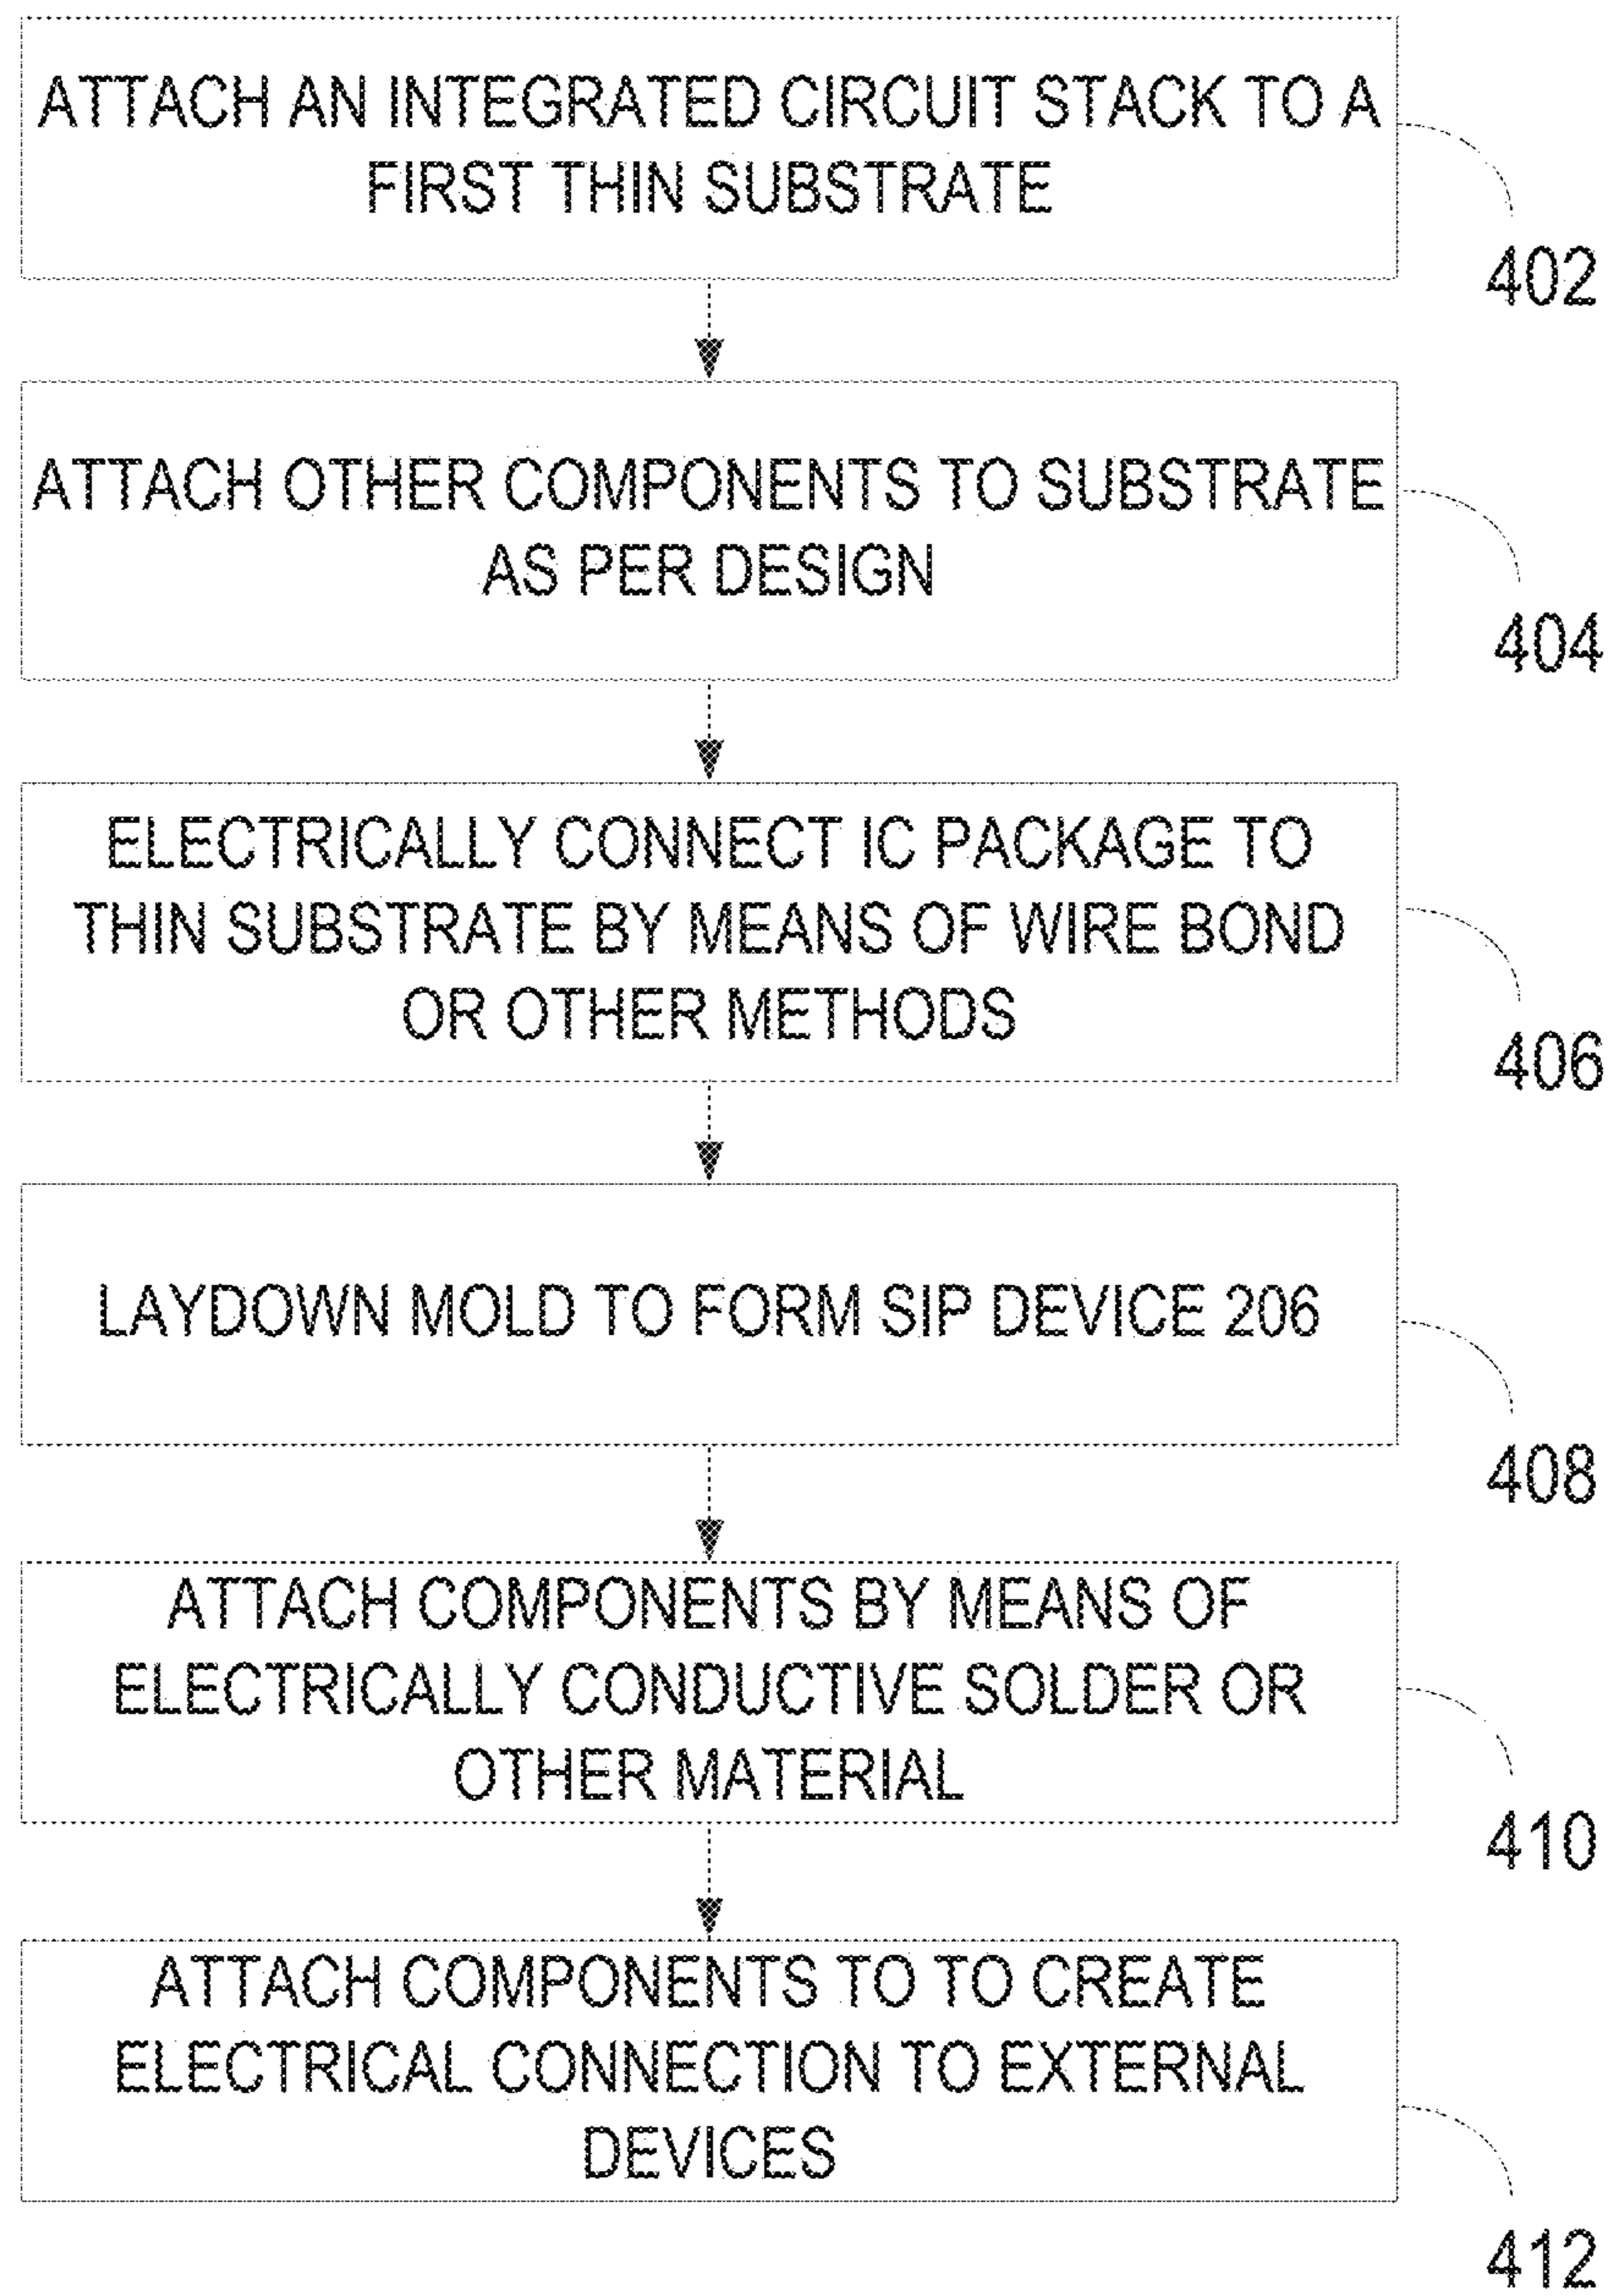 ATTACH AN INTEGRATED CIRCUIT STACK TO A
FIRST THIN SUBSTRATE
402
ATTACH OTHER COMPONENTS TO SUBSTRATE
AS PER DESIGN
404
ELECTRICALLY CONNECT IC PACKAGE TO
THIN SUBSTRATE BY MEANS OF WIRE BOND
OR OTHER METHODS
406
LAYDOWN MOLD TO FORM SIP DEVICE 206
408
ATTACH COMPONENTS BY MEANS OF
ELECTRICALLY CONDUCTIVE SOLDER OR
OTHER MATERIAL
410
ATTACH COMPONENTS TO TO CREATE
ELECTRICAL CONNECTION TO EXTERNAL
DEVICES
412